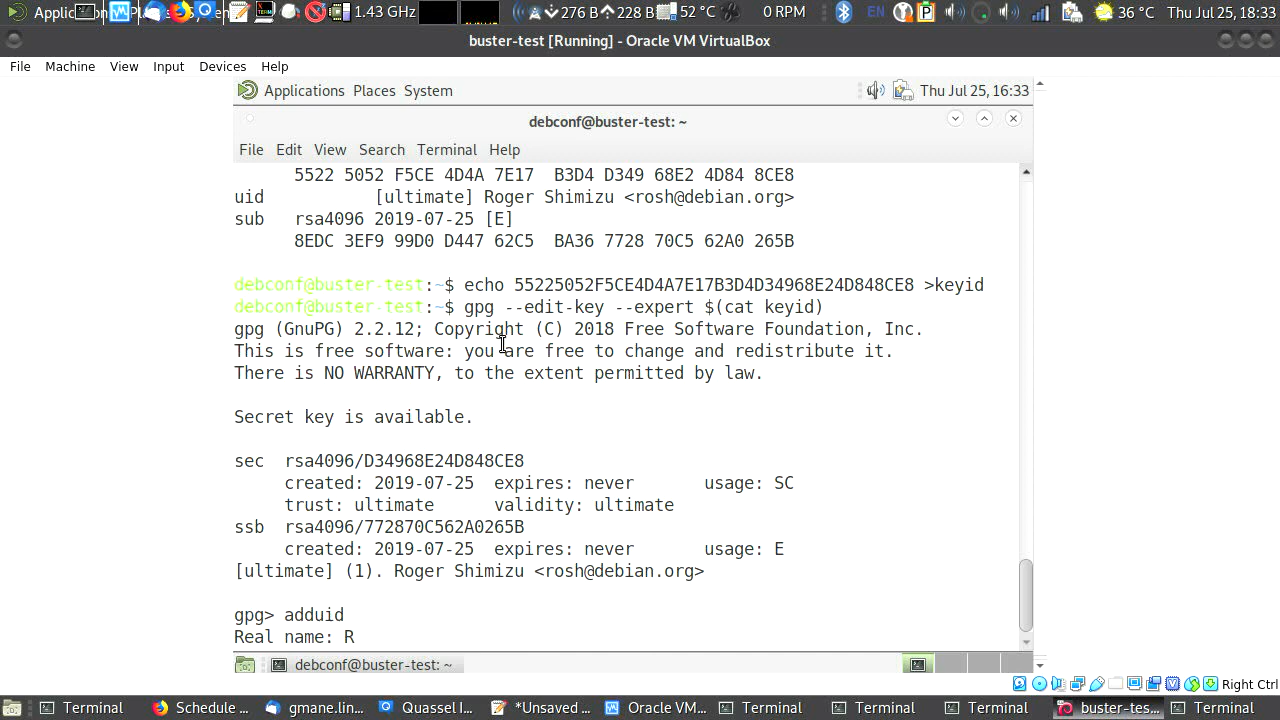 Applications Places System
1.43 GHz
276 B
228 B
52 °C
0 RPM
EN
36 °C
Thu Jul 25, 18:33
buster-test [Running] - Oracle VM VirtualBox
File Machine View Input Devices Help
Applications Places System
Thu Jul 25, 16:33
debconf@buster-test: ~
File Edit View Search Terminal Help
5522 5052 F5CE 4D4A 7E17 B3D4 D349 68E2 4D84 8CE8
uid [ultimate] Roger Shimizu <rosh@debian.org>
sub rsa4096 2019-07-25 [E]
8EDC 3EF9 99D0 D447 62C5 BA36 7728 70C5 62A0 265B
debconf@buster-test:~$ echo 55225052F5CE4D4A7E17B3D4D34968E24D848CE8 >keyid
debconf@buster-test:~$ gpg --edit-key --expert $(cat keyid)
gpg (GnuPG) 2.2.12; Copyright (C) 2018 Free Software Foundation, Inc.
This is free software: you are free to change and redistribute it.
There is NO WARRANTY, to the extent permitted by law.
Secret key is available.
sec rsa4096/D34968E24D848CE8
created: 2019-07-25 expires: never usage: SC
trust: ultimate validity: ultimate
ssb rsa4096/772870C562A0265B
created: 2019-07-25 expires: never usage: E
[ultimate] (1). Roger Shimizu <rosh@debian.org>
gpg> adduid
Real name: R
debconf@buster-test: ~
Right Ctrl
Terminal
Schedule ...
gmane.lin...
Quassel I...
*Unsaved ...
Oracle VM...
Terminal
Terminal
Terminal
buster-tes...
Terminal